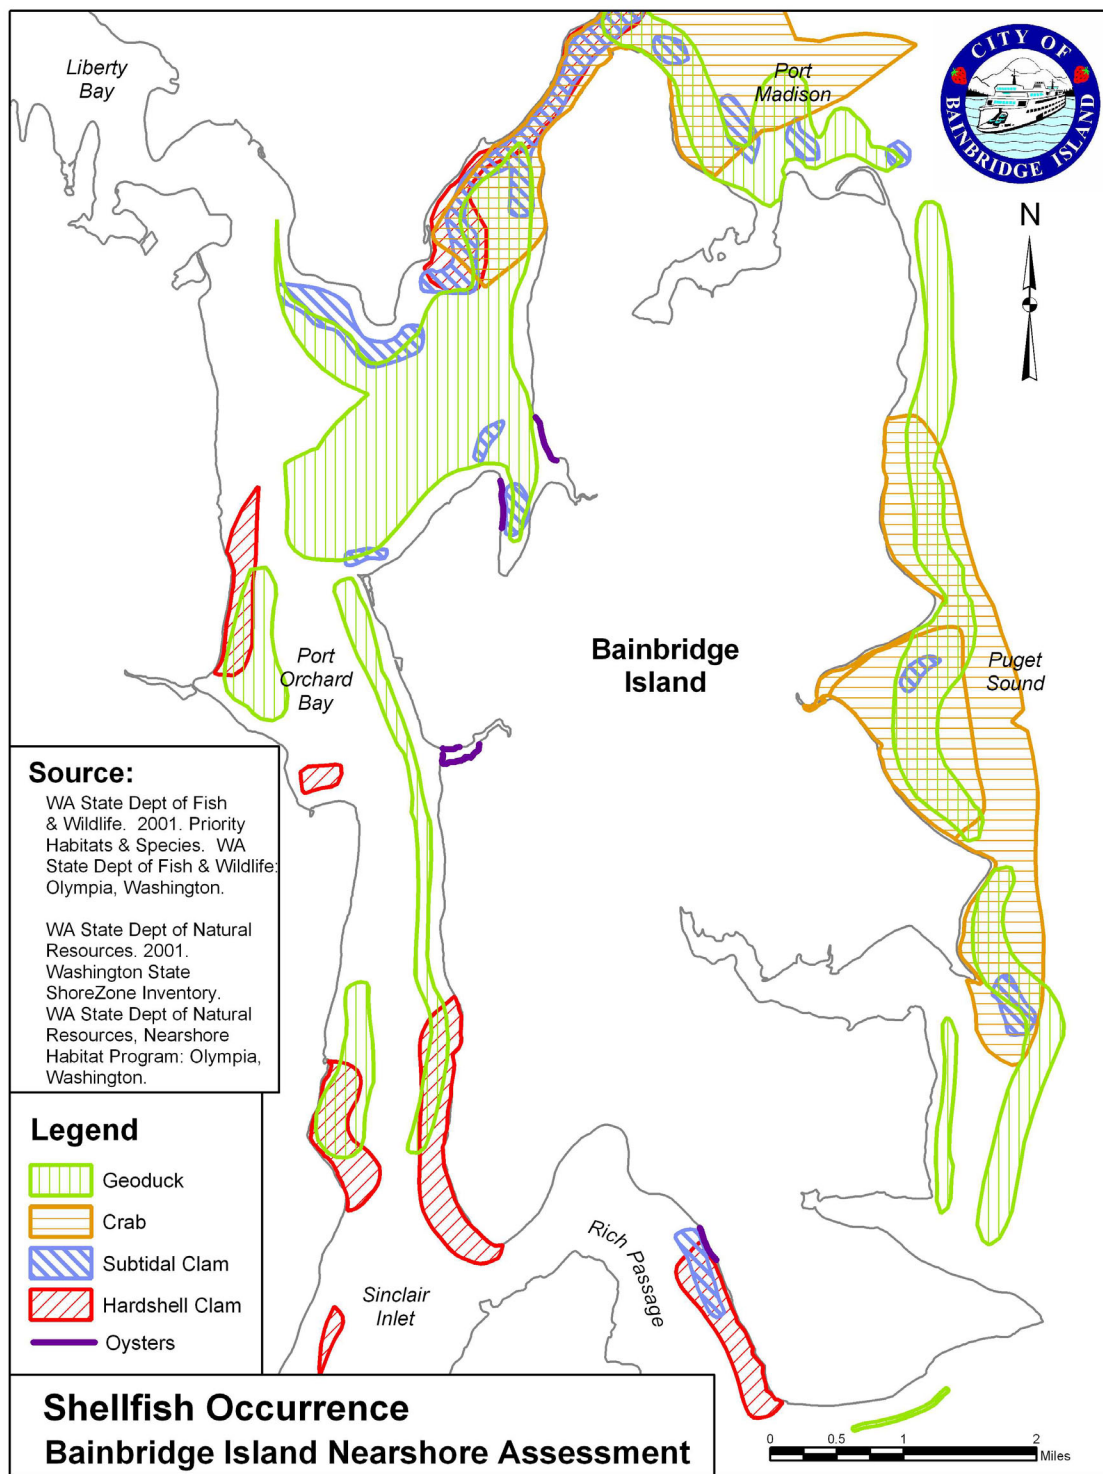 Liberty
Bay
Port
Madison
CITY OF
BAINBRIDGE ISLAND
N
Bainbridge
Island
Puget
Sound
Port
Orchard
Bay
Source:
WA State Dept of Fish
& Wildlife.  2001. Priority
Habitats & Species.  WA
State Dept of Fish & Wildlife:
Olympia, Washington.
WA State Dept of Natural
Resources. 2001.
Washington State
ShoreZone Inventory.
WA State Dept of Natural
Resources, Nearshore
Habitat Program: Olympia,
Washington.
Legend
Geoduck
Crab
Subtidal Clam
Hardshell Clam
Oysters
Rich Passage
Sinclair
Inlet
Shellfish Occurrence
Bainbridge Island Nearshore Assessment
0 0.5 1 2
Miles